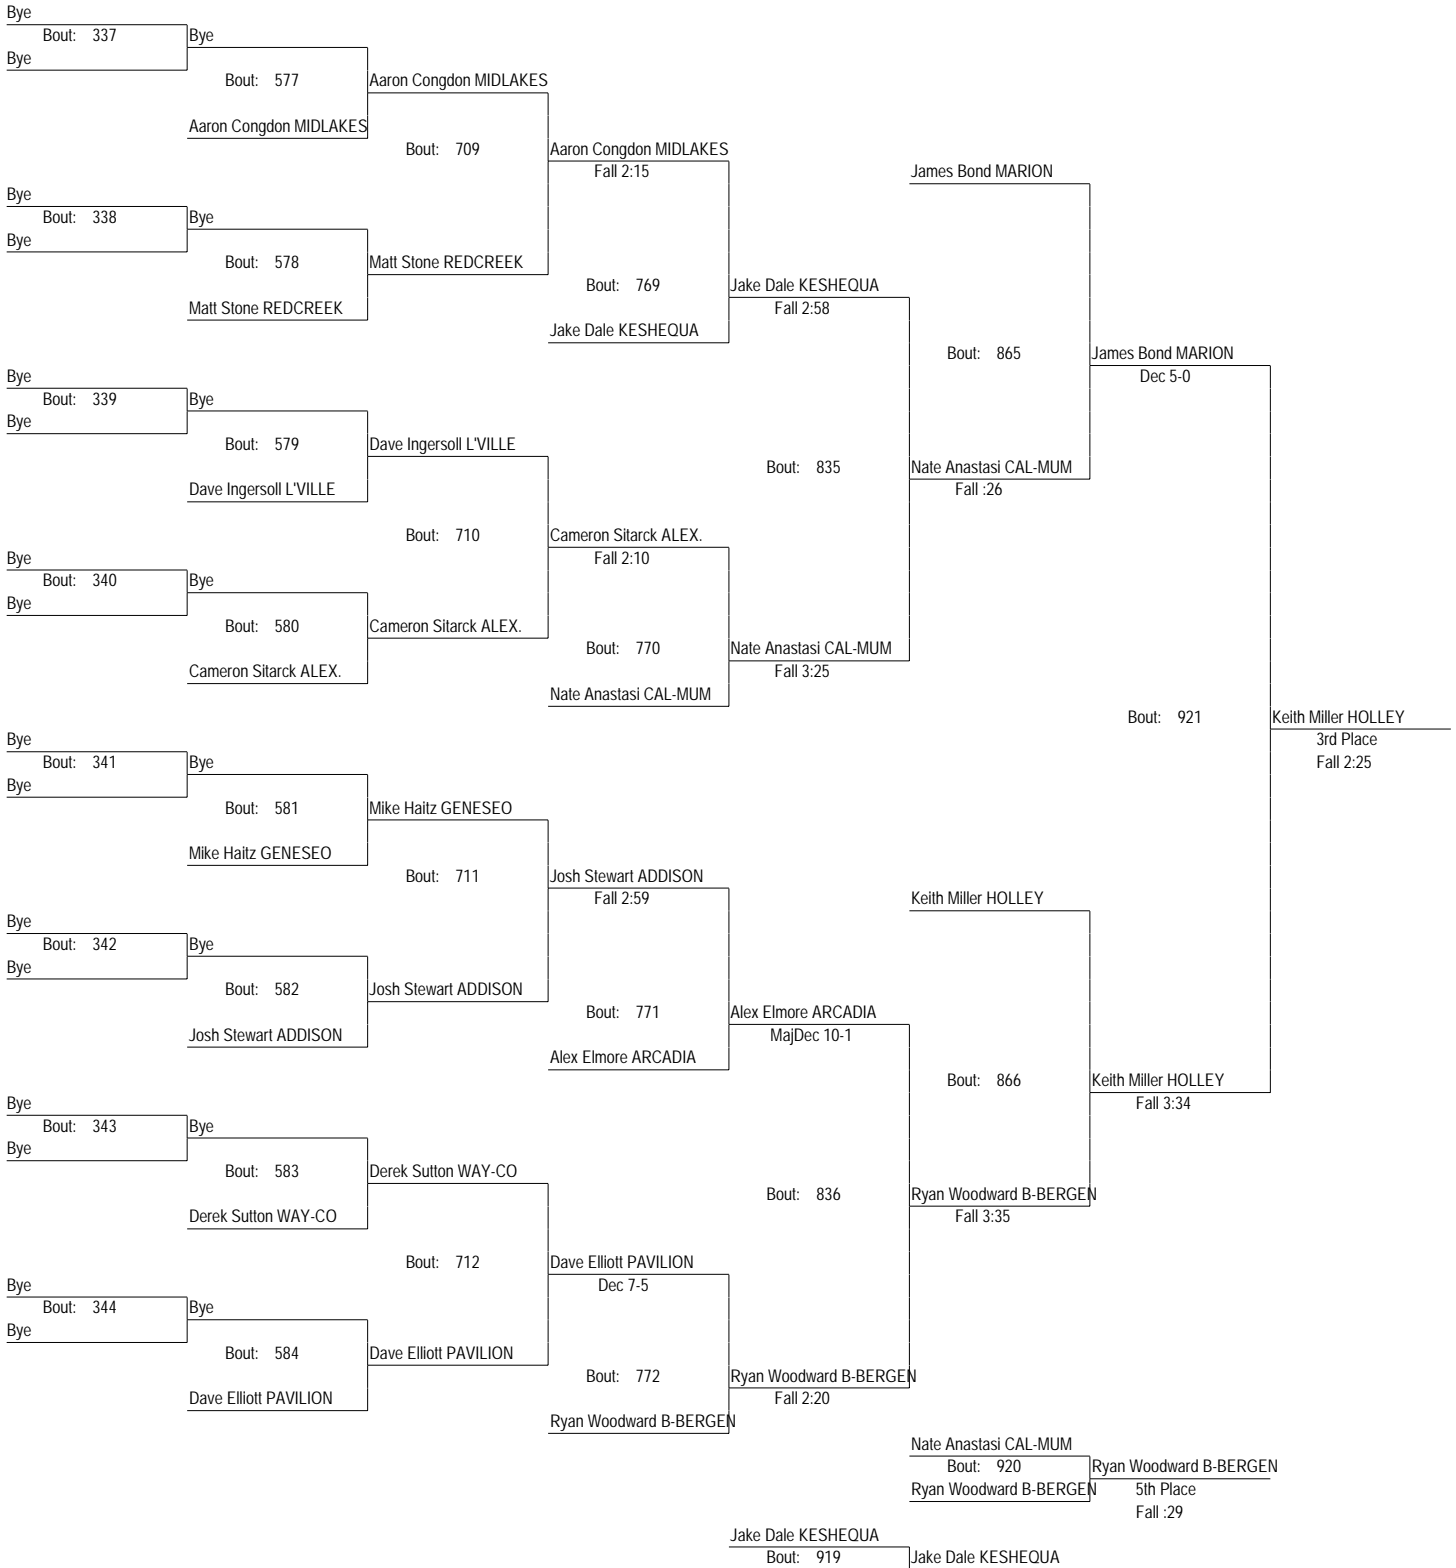 Bye
Bout: 337
Bye
Bye
Bout: 577
Aaron Congdon MIDLAKES
Aaron Congdon MIDLAKES
Bout: 709
Aaron Congdon MIDLAKES
Fall 2:15
James Bond MARION
Bye
Bout: 338
Bye
Bye
Bout: 578
Matt Stone REDCREEK
Matt Stone REDCREEK
Bout: 769
Jake Dale KESHEQUA
Fall 2:58
Jake Dale KESHEQUA
Bout: 865
James Bond MARION
Dec 5-0
Bye
Bout: 339
Bye
Bye
Bout: 579
Dave Ingersoll L'VILLE
Dave Ingersoll L'VILLE
Bout: 835
Nate Anastasi CAL-MUM
Fall :26
Bout: 710
Cameron Sitarck ALEX.
Fall 2:10
Bye
Bout: 340
Bye
Bye
Bout: 580
Cameron Sitarck ALEX.
Cameron Sitarck ALEX.
Bout: 770
Nate Anastasi CAL-MUM
Fall 3:25
Nate Anastasi CAL-MUM
Bout: 921
Keith Miller HOLLEY
3rd Place
Fall 2:25
Bye
Bout: 341
Bye
Bye
Bout: 581
Mike Haitz GENESEO
Mike Haitz GENESEO
Bout: 711
Josh Stewart ADDISON
Fall 2:59
Keith Miller HOLLEY
Bye
Bout: 342
Bye
Bye
Bout: 582
Josh Stewart ADDISON
Josh Stewart ADDISON
Bout: 771
Alex Elmore ARCADIA
MajDec 10-1
Alex Elmore ARCADIA
Bout: 866
Keith Miller HOLLEY
Fall 3:34
Bye
Bout: 343
Bye
Bye
Bout: 583
Derek Sutton WAY-CO
Derek Sutton WAY-CO
Bout: 836
Ryan Woodward B-BERGEN
Fall 3:35
Bout: 712
Dave Elliott PAVILION
Dec 7-5
Bye
Bout: 344
Bye
Bye
Bout: 584
Dave Elliott PAVILION
Dave Elliott PAVILION
Bout: 772
Ryan Woodward B-BERGEN
Fall 2:20
Ryan Woodward B-BERGEN
Nate Anastasi CAL-MUM
Bout: 920
Ryan Woodward B-BERGEN
Ryan Woodward B-BERGEN
5th Place
Fall :29
Jake Dale KESHEQUA
Bout: 919
Jake Dale KESHEQUA